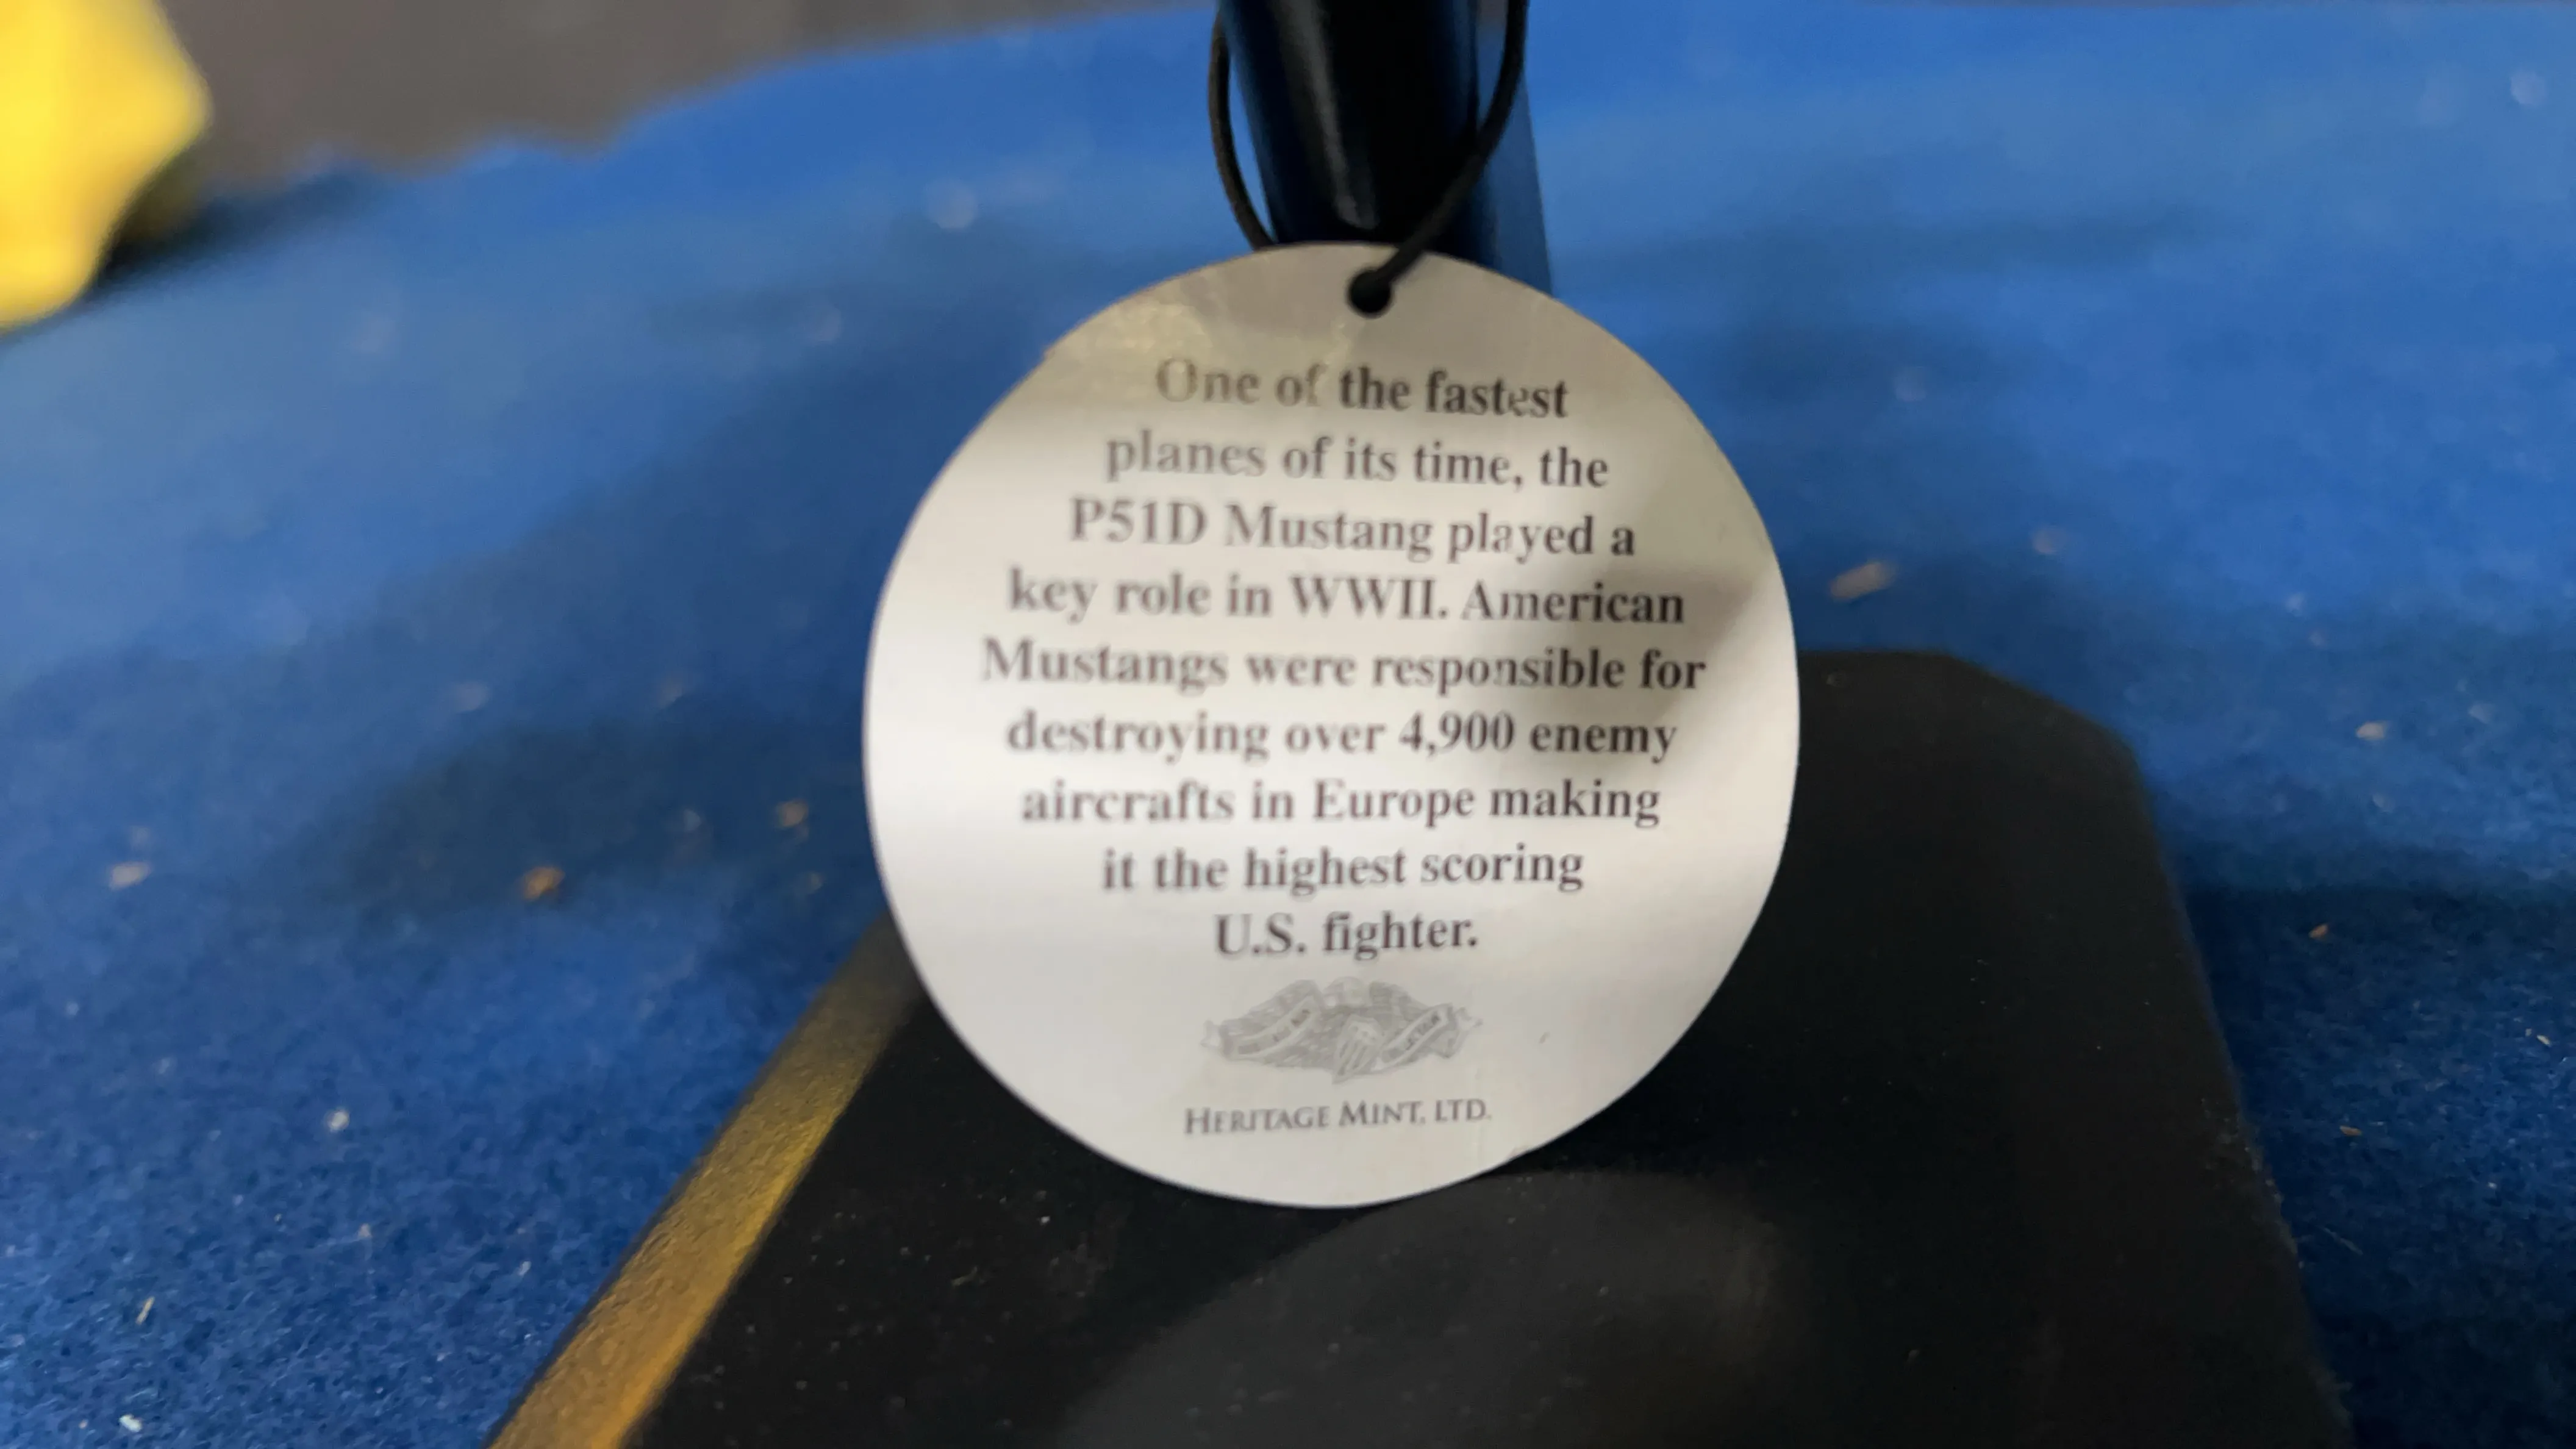 One of the fastest
planes of its time, the
P51D Mustang played a
key role in WWII. American
Mustangs were responsible for
destroying over 4,900 enemy
aircrafts in Europe making
it the highest scoring
U.S. fighter.
HERITAGE MINT, LTD.